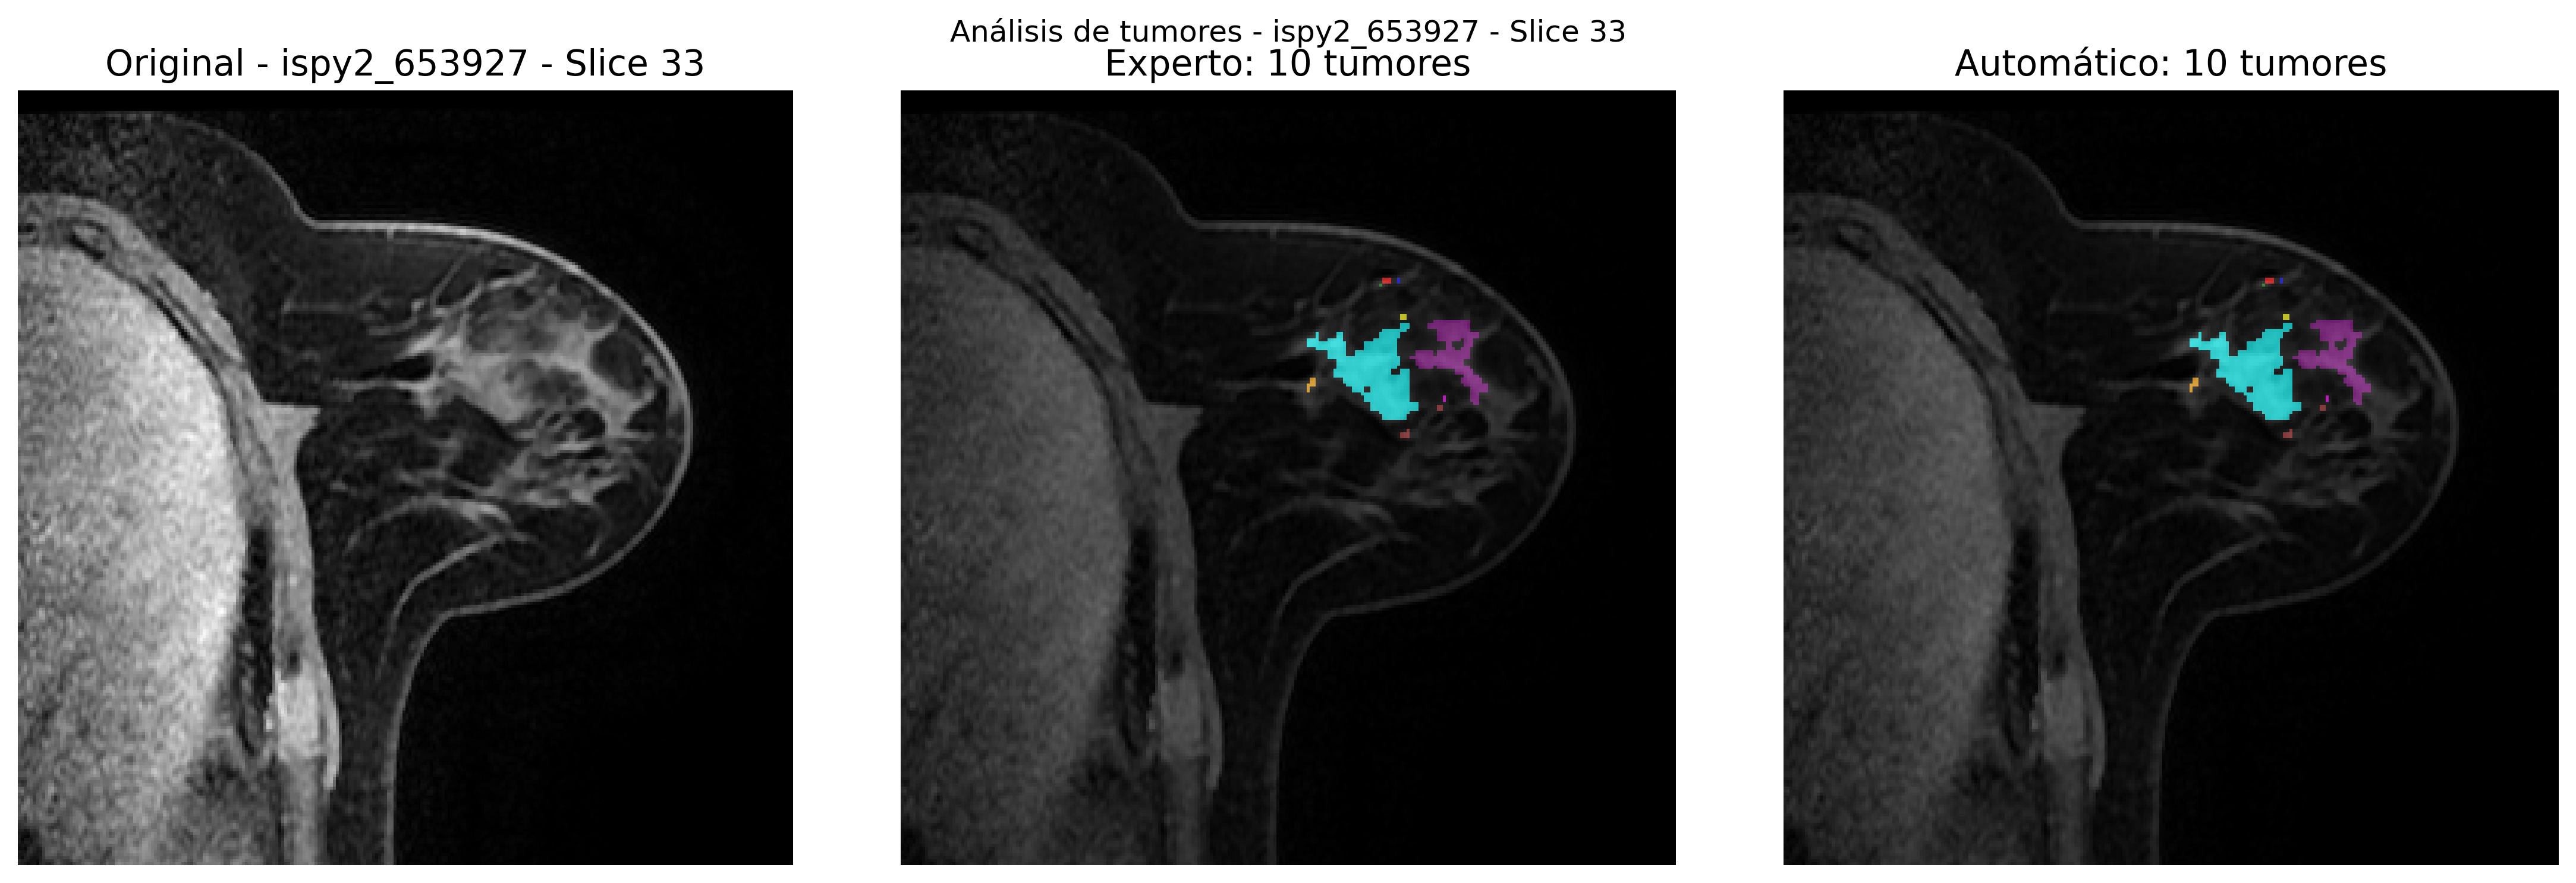 Análisis de tumores - ispy2_653927 - Slice 33
Original - ispy2_653927 - Slice 33
Experto: 10 tumores
Automático: 10 tumores